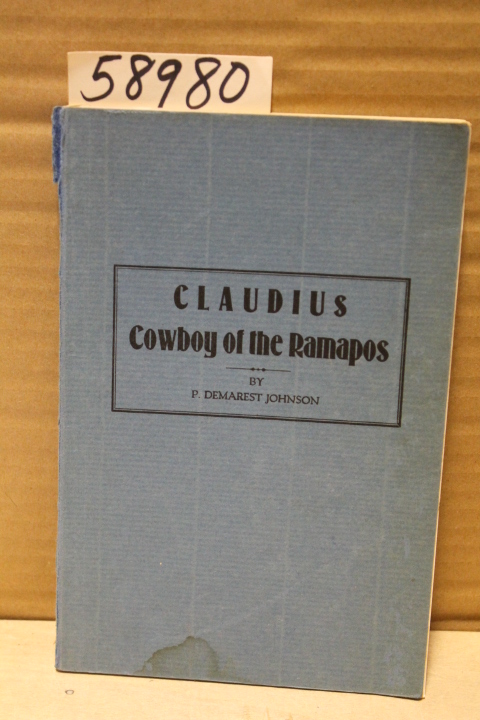 58980
CLAUDIUS
Cowboy of the Ramapos
BY
P. DEMAREST JOHNSON